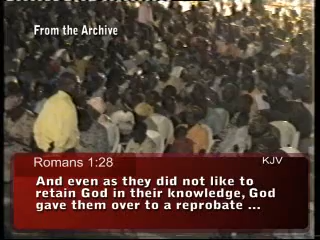 From the Archive
Romans 1:28 KJV
And even as they did not like to
retain God in their knowledge, God
gave them over to a reprobate ...